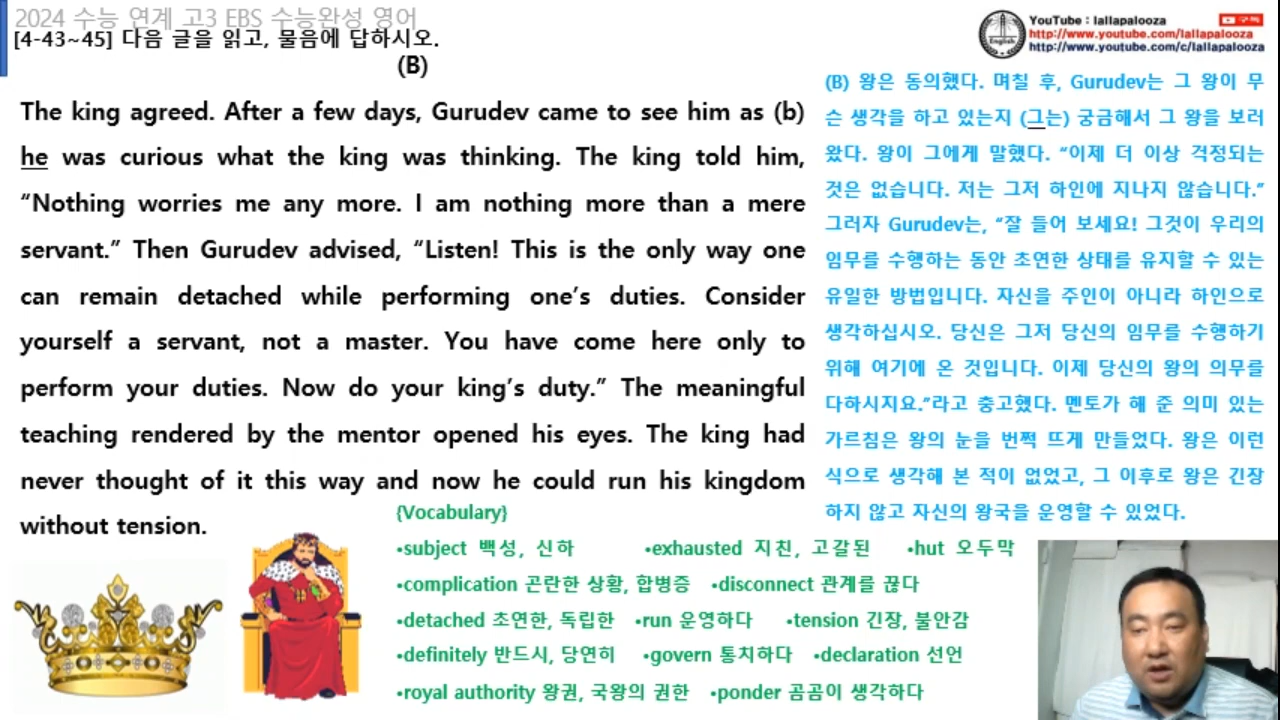 2024 수능 연계 고3 EBS 수능완성 영어
[4-43~45] 다음 글을 읽고, 물음에 답하시오.
(B)
The king agreed. After a few days, Gurudev came to see him as (b)
he was curious what the king was thinking. The king told him,
“Nothing worries me any more. I am nothing more than a mere
servant.” Then Gurudev advised, “Listen! This is the only way one
can remain detached while performing one’s duties. Consider
yourself a servant, not a master. You have come here only to
perform your duties. Now do your king’s duty.” The meaningful
teaching rendered by the mentor opened his eyes. The king had
never thought of it this way and now he could run his kingdom
without tension.
English
YouTube : lallapalooza
구독
http://www.youtube.com/lallapalooza
http://www.youtube.com/c/lallapalooza
(B) 왕은 동의했다. 며칠 후, Gurudev는 그 왕이 무
슨 생각을 하고 있는지 (그는) 궁금해서 그 왕을 보러
왔다. 왕이 그에게 말했다. “이제 더 이상 걱정되는
것은 없습니다. 저는 그저 하인에 지나지 않습니다.”
그러자 Gurudev는, “잘 들어 보세요! 그것이 우리의
임무를 수행하는 동안 초연한 상태를 유지할 수 있는
유일한 방법입니다. 자신을 주인이 아니라 하인으로
생각하십시오. 당신은 그저 당신의 임무를 수행하기
위해 여기에 온 것입니다. 이제 당신의 왕의 의무를
다하시지요.”라고 충고했다. 멘토가 해 준 의미 있는
가르침은 왕의 눈을 번쩍 뜨게 만들었다. 왕은 이런
식으로 생각해 본 적이 없었고, 그 이후로 왕은 긴장
하지 않고 자신의 왕국을 운영할 수 있었다.
{Vocabulary}
•subject 백성, 신하 •exhausted 지친, 고갈된 •hut 오두막
•complication 곤란한 상황, 합병증 •disconnect 관계를 끊다
•detached 초연한, 독립한 •run 운영하다 •tension 긴장, 불안감
•definitely 반드시, 당연히 •govern 통치하다 •declaration 선언
•royal authority 왕권, 국왕의 권한 •ponder 곰곰이 생각하다